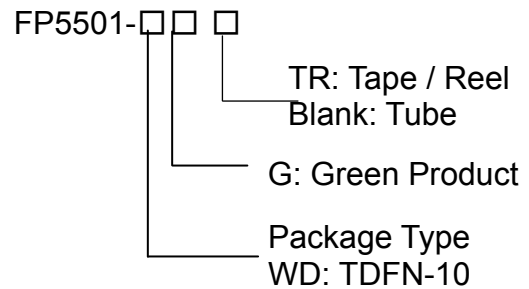 FP5501-□□ □
TR: Tape / Reel
Blank: Tube
G: Green Product
Package Type
WD: TDFN-10